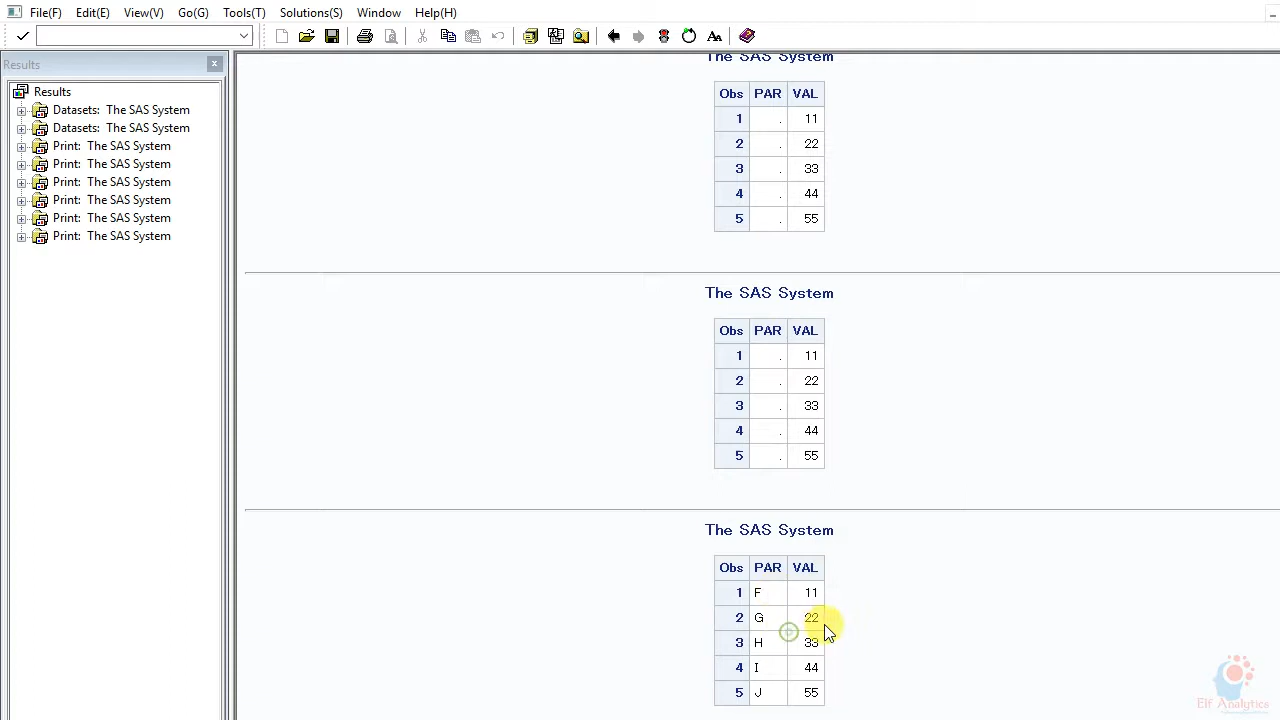 File(F) Edit(E) View(V) Go(G) Tools(T) Solutions(S) Window Help(H)
Results
Results
Datasets: The SAS System
Datasets: The SAS System
Print: The SAS System
Print: The SAS System
Print: The SAS System
Print: The SAS System
Print: The SAS System
Print: The SAS System
The SAS System
Obs PAR VAL
1 . 11
2 . 22
3 . 33
4 . 44
5 . 55
The SAS System
Obs PAR VAL
1 . 11
2 . 22
3 . 33
4 . 44
5 . 55
The SAS System
Obs PAR VAL
1 F 11
2 G 22
3 H 33
4 I 44
5 J 55
Elf Analytics